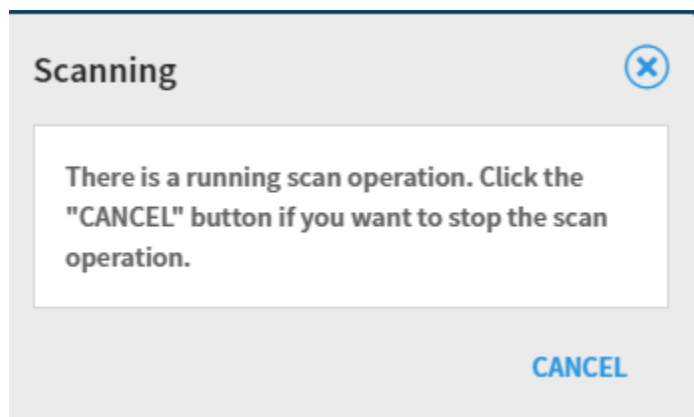 Scanning
There is a running scan operation. Click the
"CANCEL" button if you want to stop the scan
operation.
CANCEL